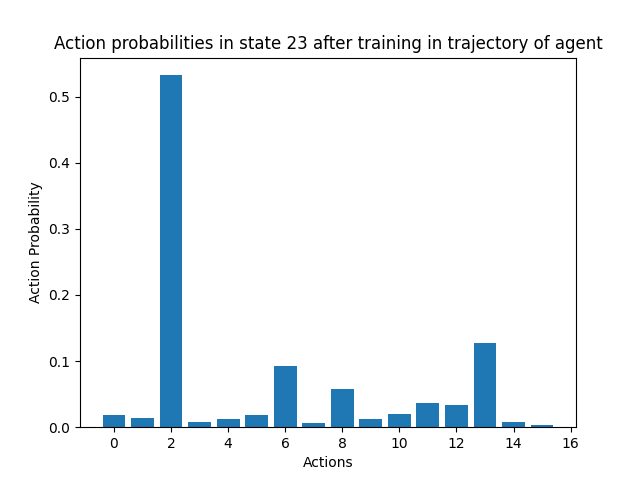 Action probabilities in state 23 after training in trajectory of agent
0.5
0.4
0.3
0.2
0.1
0.0
Action Probability
0 2 4 6 8 10 12 14 16
Actions